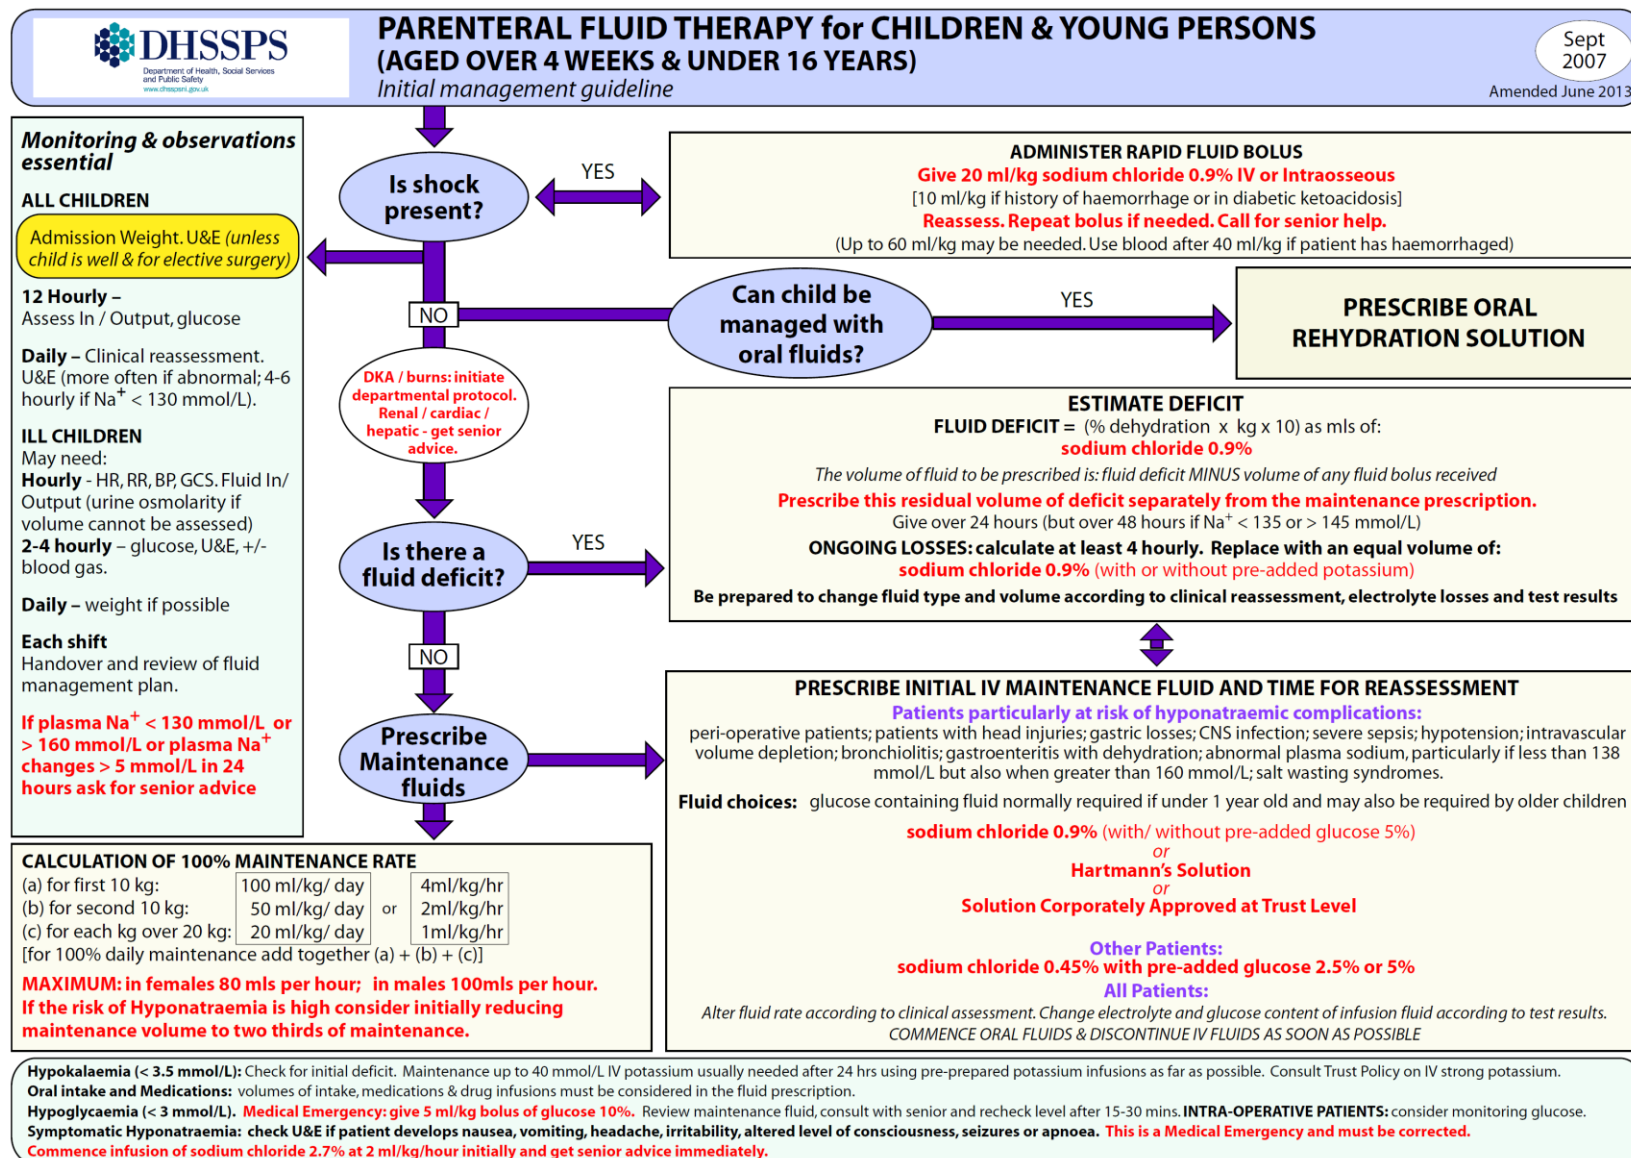 DHSSPS
Department of Health, Social Services
and Public Safety
www.dhsspsni.gov.uk
PARENTERAL FLUID THERAPY for CHILDREN & YOUNG PERSONS
(AGED OVER 4 WEEKS & UNDER 16 YEARS)
Initial management guideline
Sept
2007
Amended June 2013
Monitoring & observations
essential
ALL CHILDREN
Admission Weight. U&E (unless
child is well & for elective surgery)
12 Hourly –
Assess In / Output, glucose
Daily – Clinical reassessment.
U&E (more often if abnormal; 4-6
hourly if Na+ < 130 mmol/L).
ILL CHILDREN
May need:
Hourly - HR, RR, BP, GCS. Fluid In/
Output (urine osmolarity if
volume cannot be assessed)
2-4 hourly – glucose, U&E, +/-
blood gas.
Daily – weight if possible
Each shift
Handover and review of fluid
management plan.
If plasma Na+ < 130 mmol/L or
> 160 mmol/L or plasma Na+
changes > 5 mmol/L in 24
hours ask for senior advice
Is shock
present?
YES
ADMINISTER RAPID FLUID BOLUS
Give 20 ml/kg sodium chloride 0.9% IV or Intraosseous
[10 ml/kg if history of haemorrhage or in diabetic ketoacidosis]
Reassess. Repeat bolus if needed. Call for senior help.
(Up to 60 ml/kg may be needed. Use blood after 40 ml/kg if patient has haemorrhaged)
NO
Can child be
managed with
oral fluids?
YES
PRESCRIBE ORAL
REHYDRATION SOLUTION
DKA / burns: initiate
departmental protocol.
Renal / cardiac /
hepatic - get senior
advice.
Is there a
fluid deficit?
YES
ESTIMATE DEFICIT
FLUID DEFICIT = (% dehydration x kg x 10) as mls of:
sodium chloride 0.9%
The volume of fluid to be prescribed is: fluid deficit MINUS volume of any fluid bolus received
Prescribe this residual volume of deficit separately from the maintenance prescription.
Give over 24 hours (but over 48 hours if Na+ < 135 or > 145 mmol/L)
ONGOING LOSSES: calculate at least 4 hourly. Replace with an equal volume of:
sodium chloride 0.9% (with or without pre-added potassium)
Be prepared to change fluid type and volume according to clinical reassessment, electrolyte losses and test results
NO
Prescribe
Maintenance
fluids
PRESCRIBE INITIAL IV MAINTENANCE FLUID AND TIME FOR REASSESSMENT
Patients particularly at risk of hyponatraemic complications:
peri-operative patients; patients with head injuries; gastric losses; CNS infection; severe sepsis; hypotension; intravascular
volume depletion; bronchiolitis; gastroenteritis with dehydration; abnormal plasma sodium, particularly if less than 138
mmol/L but also when greater than 160 mmol/L; salt wasting syndromes.
Fluid choices: glucose containing fluid normally required if under 1 year old and may also be required by older children
sodium chloride 0.9% (with/ without pre-added glucose 5%)
or
Hartmann's Solution
or
Solution Corporately Approved at Trust Level
Other Patients:
sodium chloride 0.45% with pre-added glucose 2.5% or 5%
All Patients:
Alter fluid rate according to clinical assessment. Change electrolyte and glucose content of infusion fluid according to test results.
COMMENCE ORAL FLUIDS & DISCONTINUE IV FLUIDS AS SOON AS POSSIBLE
CALCULATION OF 100% MAINTENANCE RATE
(a) for first 10 kg: 100 ml/kg/ day 4ml/kg/hr
(b) for second 10 kg: 50 ml/kg/ day or 2ml/kg/hr
(c) for each kg over 20 kg: 20 ml/kg/ day 1ml/kg/hr
[for 100% daily maintenance add together (a) + (b) + (c)]
MAXIMUM: in females 80 mls per hour; in males 100mls per hour.
If the risk of Hyponatraemia is high consider initially reducing
maintenance volume to two thirds of maintenance.
Hypokalaemia (< 3.5 mmol/L): Check for initial deficit. Maintenance up to 40 mmol/L IV potassium usually needed after 24 hrs using pre-prepared potassium infusions as far as possible. Consult Trust Policy on IV strong potassium.
Oral intake and Medications: volumes of intake, medications & drug infusions must be considered in the fluid prescription.
Hypoglycaemia (< 3 mmol/L). Medical Emergency: give 5 ml/kg bolus of glucose 10%. Review maintenance fluid, consult with senior and recheck level after 15-30 mins. INTRA-OPERATIVE PATIENTS: consider monitoring glucose.
Symptomatic Hyponatraemia: check U&E if patient develops nausea, vomiting, headache, irritability, altered level of consciousness, seizures or apnoea. This is a Medical Emergency and must be corrected.
Commence infusion of sodium chloride 2.7% at 2 ml/kg/hour initially and get senior advice immediately.